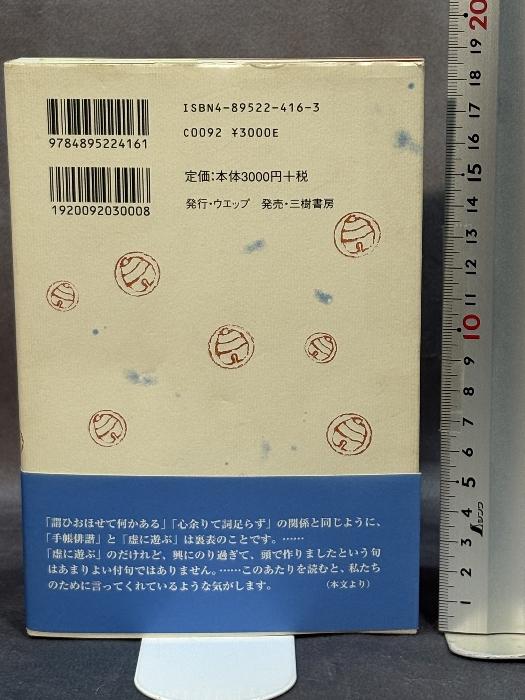 ISBN4-89522-416-3
C0092 ¥3000E
9784895224161
定価:本体3000円+税
1920092030008
発行・ウエップ 発売・三樹書房
「謂ひおほせて何かある」「心余りて詞足らず」の関係と同じように、
「手帳俳諧」と「虚に遊ぶ」は裏表のことです。……
「虚に遊ぶ」のだけれど、興にのり過ぎて、頭で作りましたという句
はあまりよい付句ではありません。……このあたりを読むと、私たち
のために言ってくれているような気がします。 （本文より）
20
19
18
17
16
15
14
13
12
11
10
9
8
7
6
5
4
3
シンワ
2
1